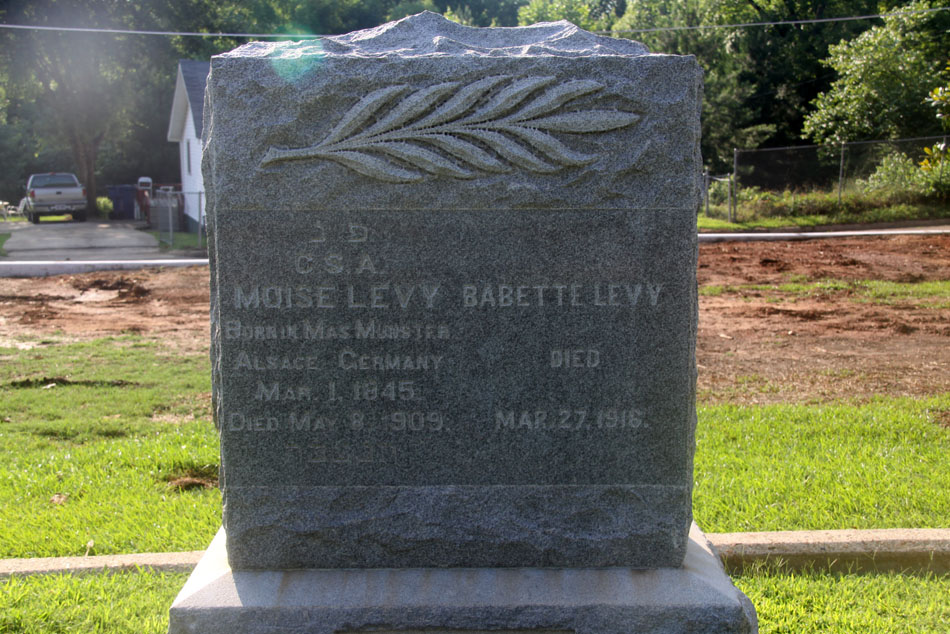 פ נ
C.S.A.
MOISE LEVY
BORN IN MAS MUNSTER
ALSACE, GERMANY
MAR. 1, 1845.
DIED MAY 8, 1909.
תנצבה
BABETTE LEVY
DIED
MAR. 27, 1916.